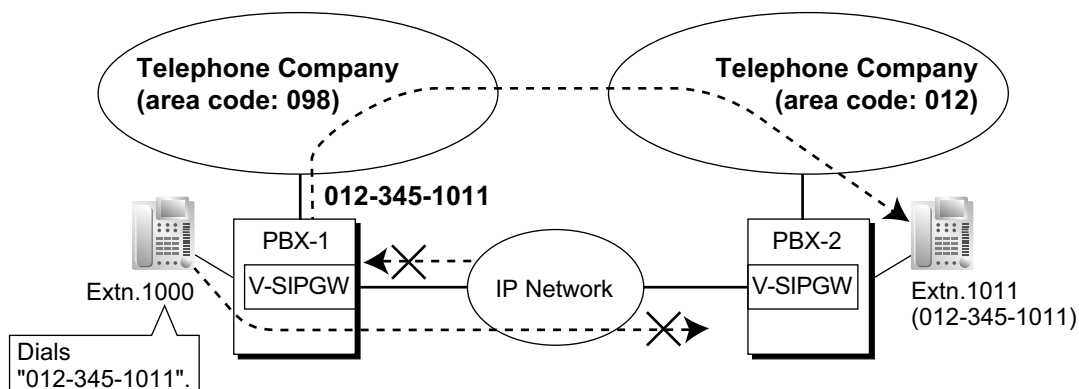 Telephone Company
(area code: 098)
Telephone Company
(area code: 012)
012-345-1011
PBX-1
V-SIPGW
IP Network
PBX-2
V-SIPGW
Extn.1000
Extn.1011
(012-345-1011)
Dials
"012-345-1011".